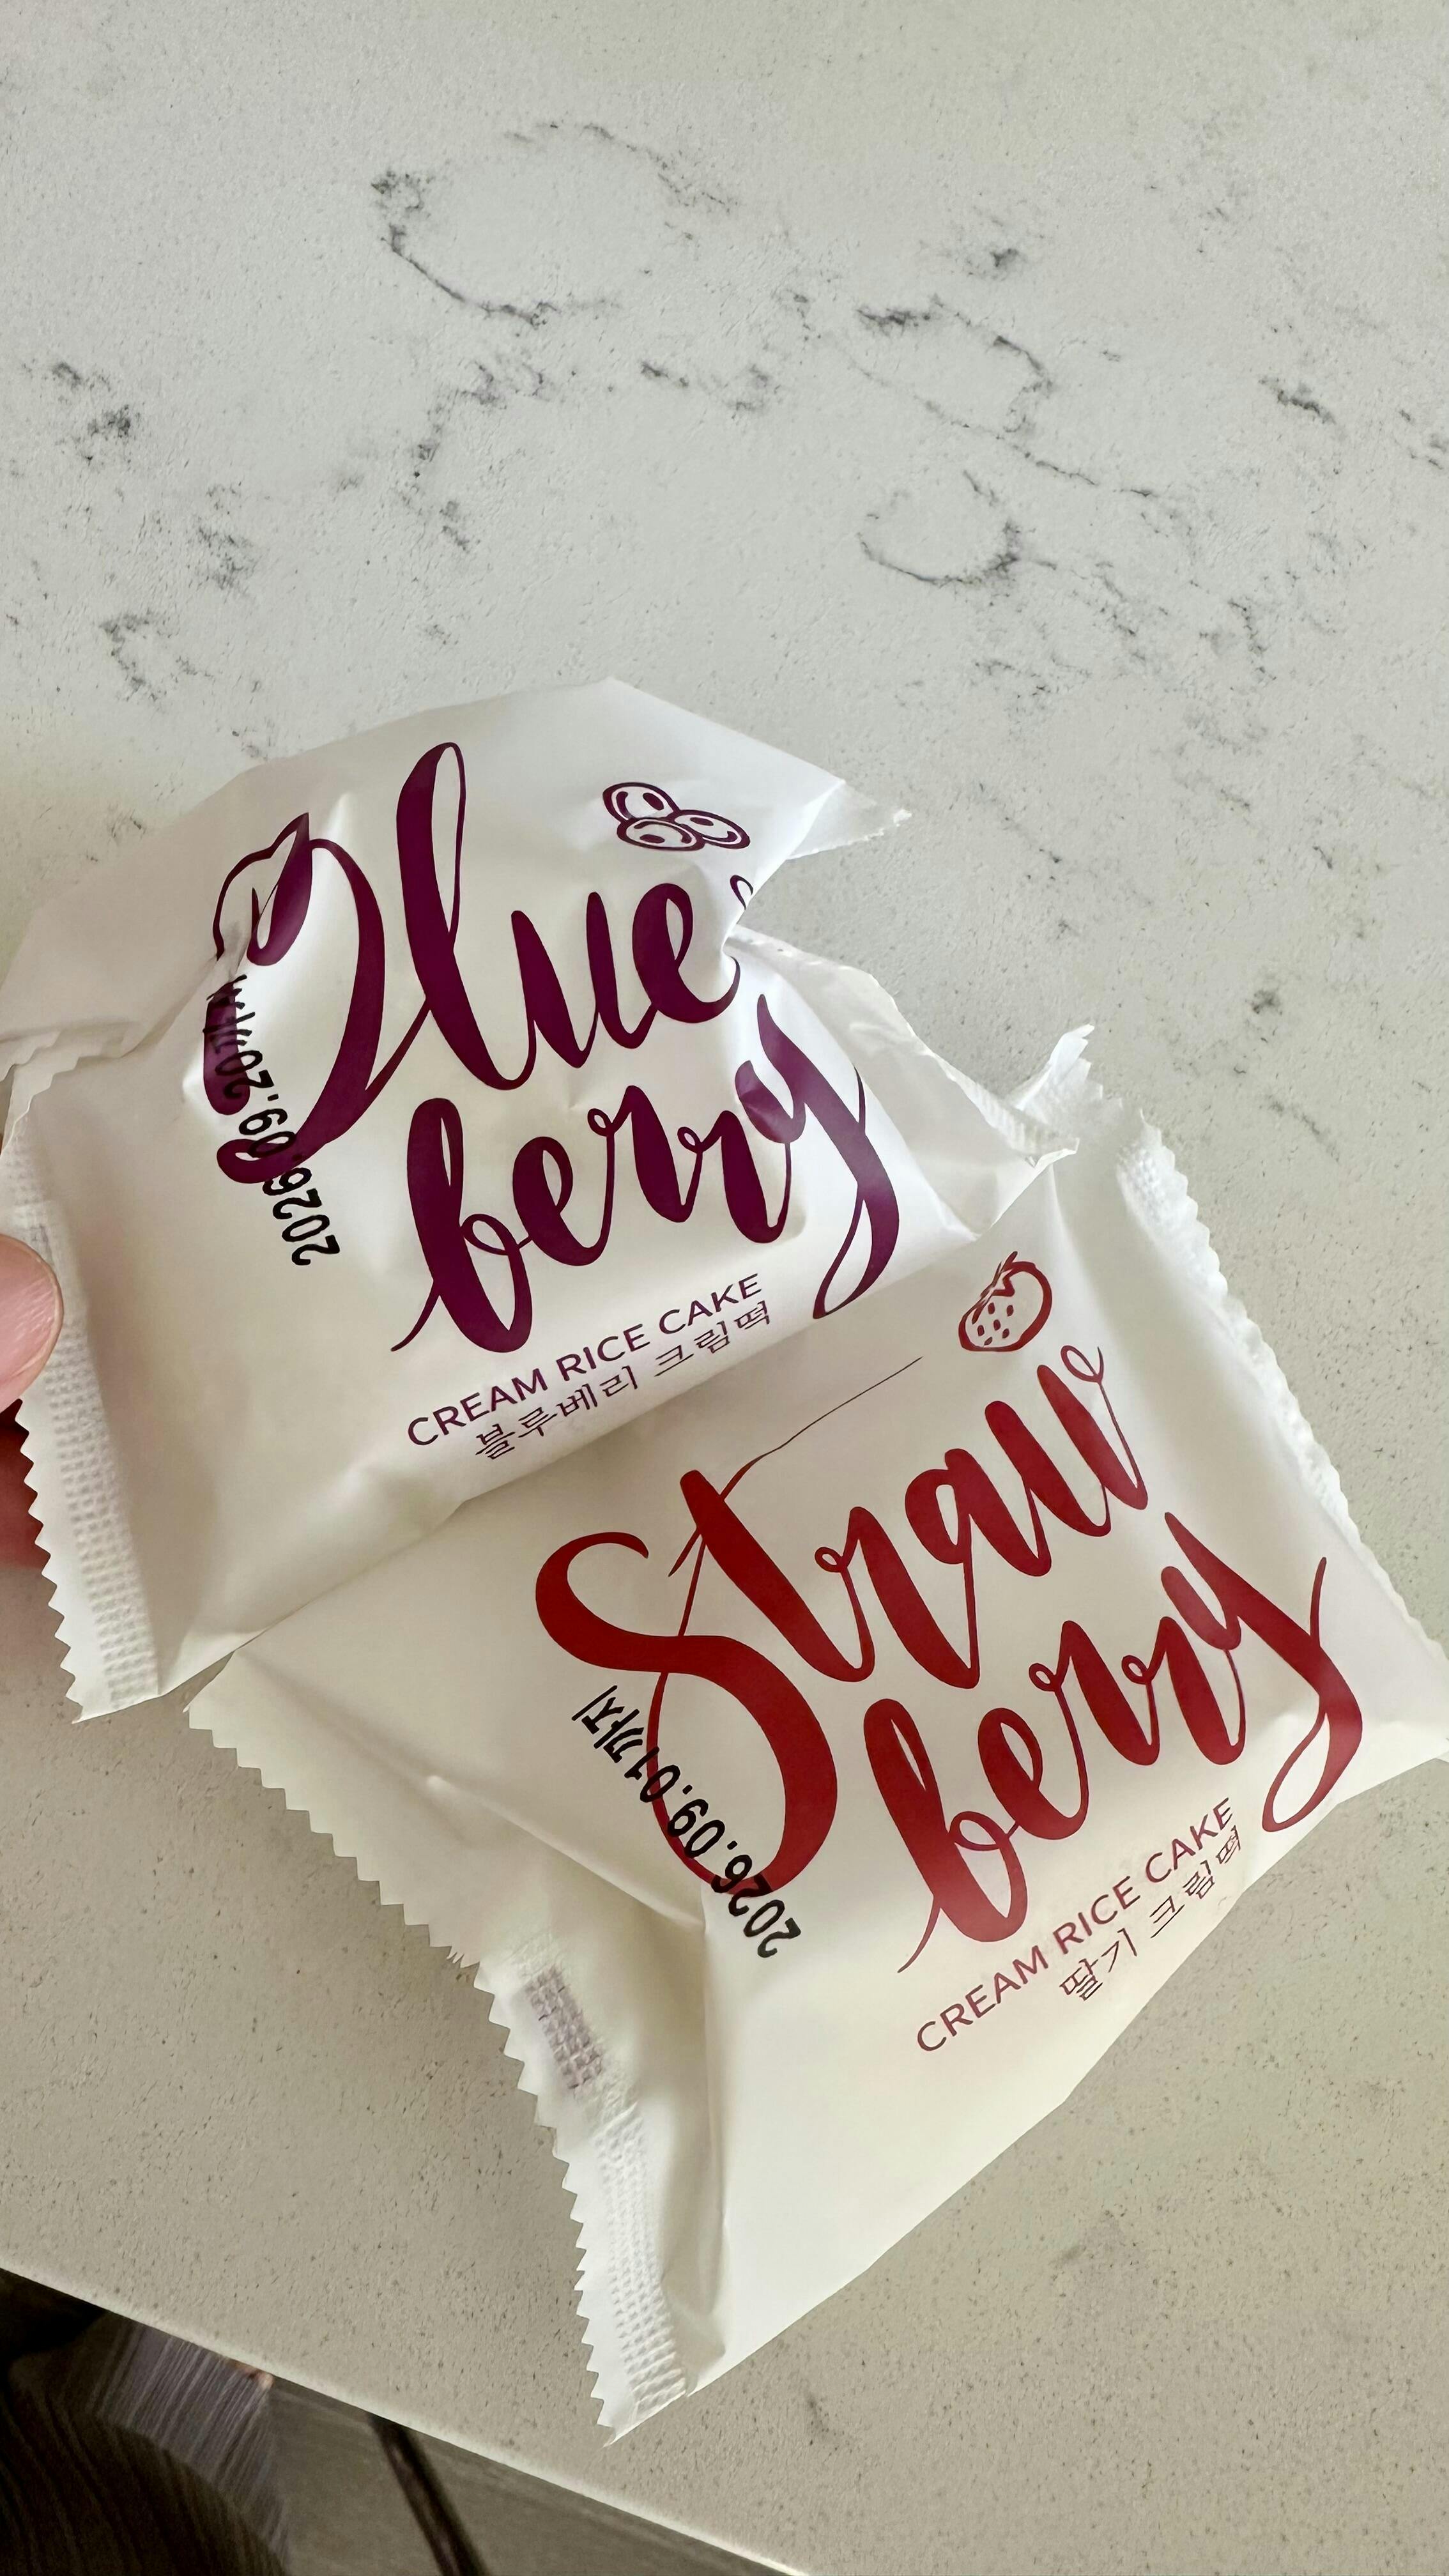 Blue
berry
CREAM RICE CAKE
블루베리 크림떡
2026.09.20까지
Straw
berry
CREAM RICE CAKE
딸기 크림떡
2026.09.01까지